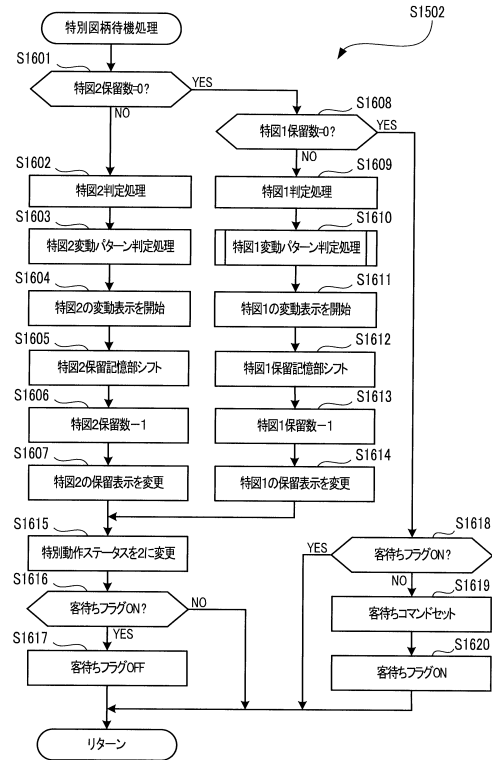 S1502
特別図柄待機処理
S1601
特図2保留数=0?
YES
NO
S1608
特図1保留数=0?
YES
NO
S1602
特図2判定処理
S1609
特図1判定処理
S1603
特図2変動パターン判定処理
S1610
特図1変動パターン判定処理
S1604
特図2の変動表示を開始
S1611
特図1の変動表示を開始
S1605
特図2保留記憶部シフト
S1612
特図1保留記憶部シフト
S1606
特図2保留数−1
S1613
特図1保留数−1
S1607
特図2の保留表示を変更
S1614
特図1の保留表示を変更
S1615
特別動作ステータスを2に変更
S1618
客待ちフラグON?
YES
NO
S1616
客待ちフラグON?
NO
YES
S1619
客待ちコマンドセット
S1617
客待ちフラグOFF
S1620
客待ちフラグON
リターン